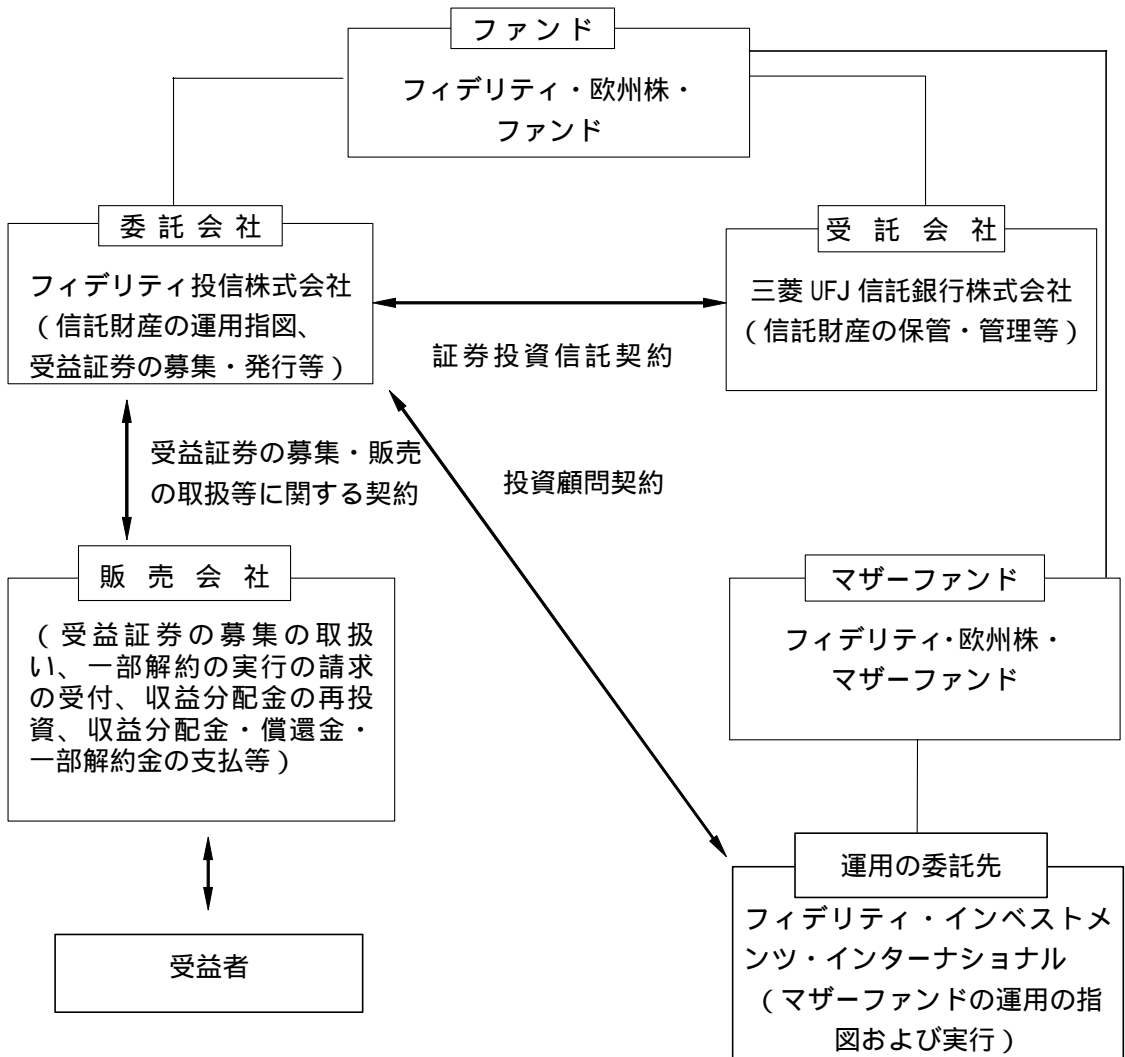 ファンド
フィデリティ・欧州株・
ファンド
委託会社
フィデリティ投信株式会社
（信託財産の運用指図、
受益証券の募集・発行等）
受託会社
三菱UFJ信託銀行株式会社
（信託財産の保管・管理等）
証券投資信託契約
受益証券の募集・販売
の取扱等に関する契約
投資顧問契約
販売会社
（受益証券の募集の取扱
い、一部解約の実行の請求
の受付、収益分配金の再投
資、収益分配金・償還金・
一部解約金の支払等）
マザーファンド
フィデリティ・欧州株・
マザーファンド
受益者
運用の委託先
フィデリティ・インベストメ
ンツ・インターナショナル
（マザーファンドの運用の指
図および実行）